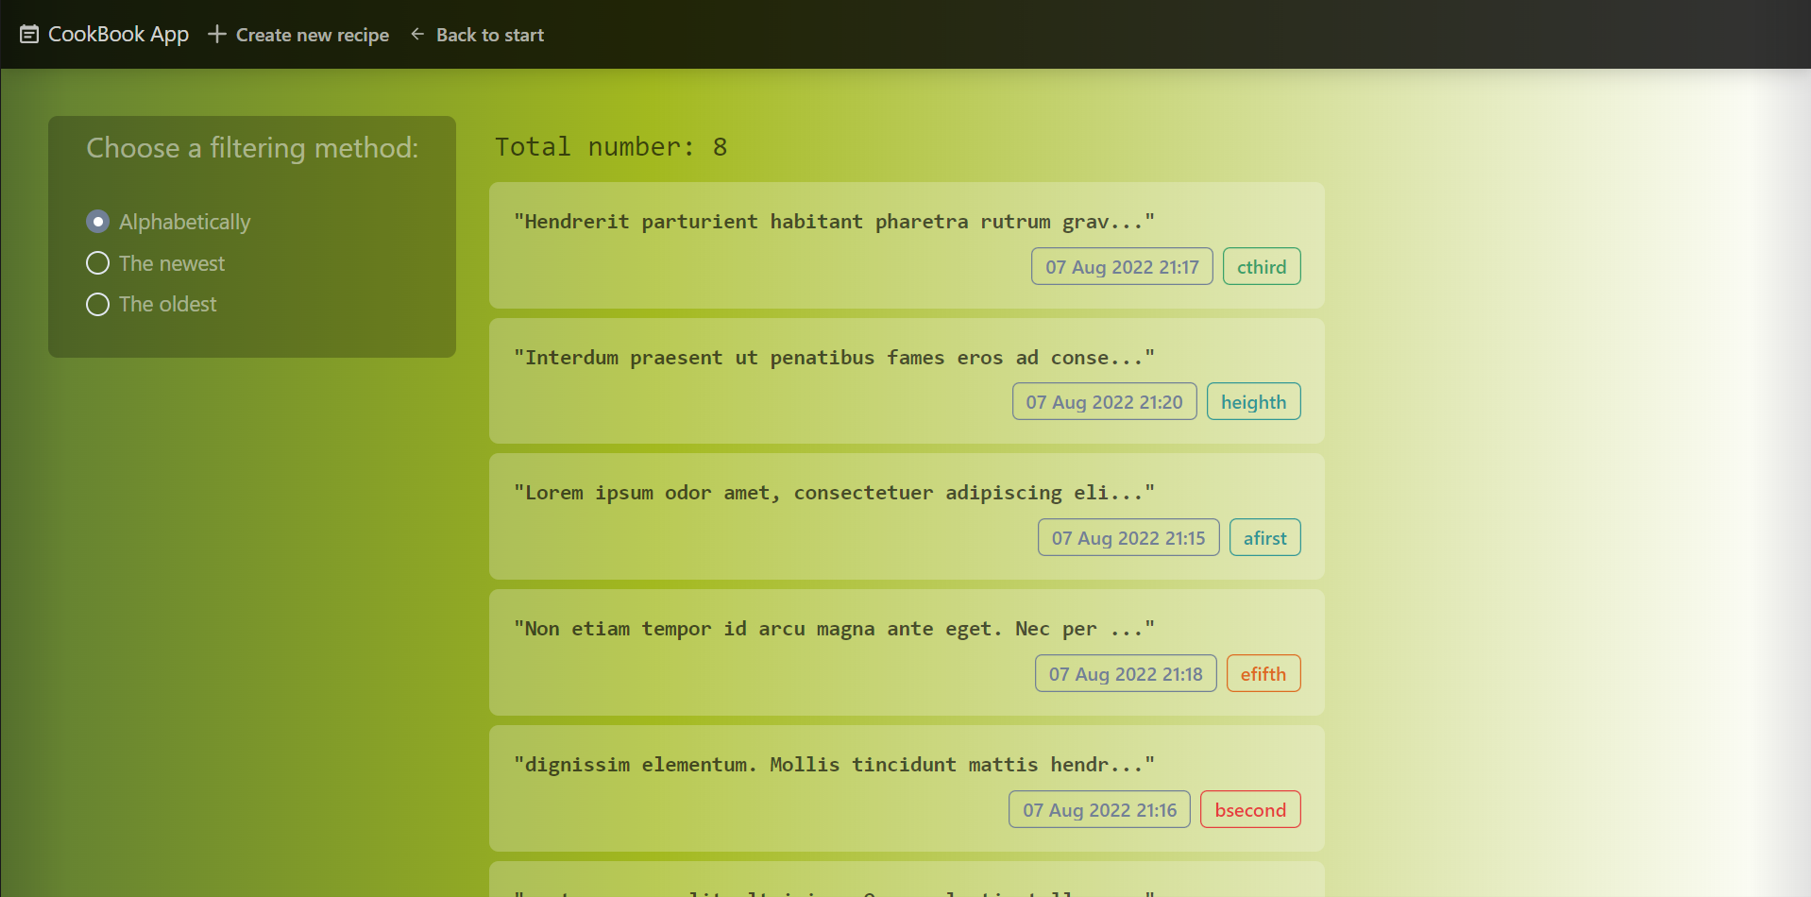 CookBook App Create new recipe Back to start
Choose a filtering method:
Alphabetically
The newest
The oldest
Total number: 8
"Hendrerit parturient habitant pharetra rutrum grav..."
07 Aug 2022 21:17 cthird
"Interdum praesent ut penatibus fames eros ad conse..."
07 Aug 2022 21:20 heighth
"Lorem ipsum odor amet, consectetuer adipiscing eli..."
07 Aug 2022 21:15 afirst
"Non etiam tempor id arcu magna ante eget. Nec per ..."
07 Aug 2022 21:18 efifth
"dignissim elementum. Mollis tincidunt mattis hendr..."
07 Aug 2022 21:16 bsecond